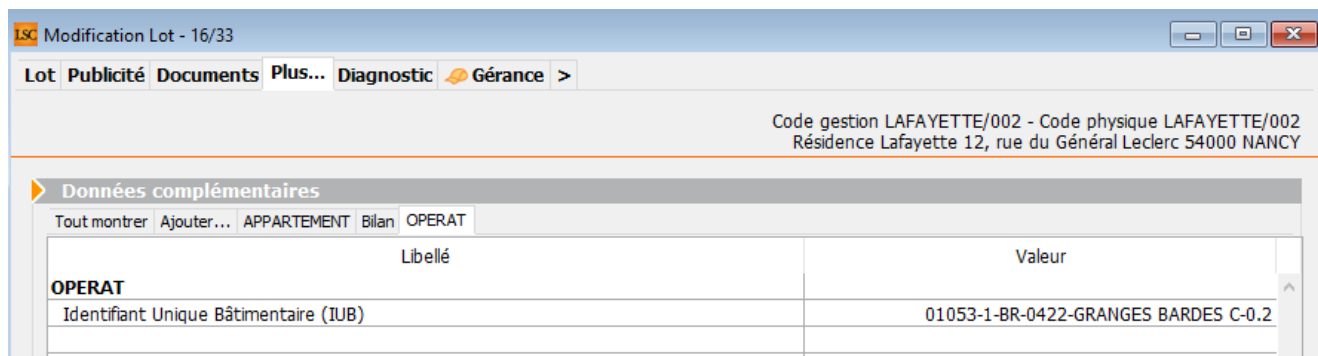 LSC Modification Lot - 16/33
Lot Publicité Documents Plus... Diagnostic Gérance >
Code gestion LAFAYETTE/002 - Code physique LAFAYETTE/002
Résidence Lafayette 12, rue du Général Leclerc 54000 NANCY
Données complémentaires
Tout montrer Ajouter... APPARTEMENT Bilan OPERAT
Libellé Valeur
OPERAT
Identifiant Unique Bâtimentaire (IUB) 01053-1-BR-0422-GRANGES BARDES C-0.2